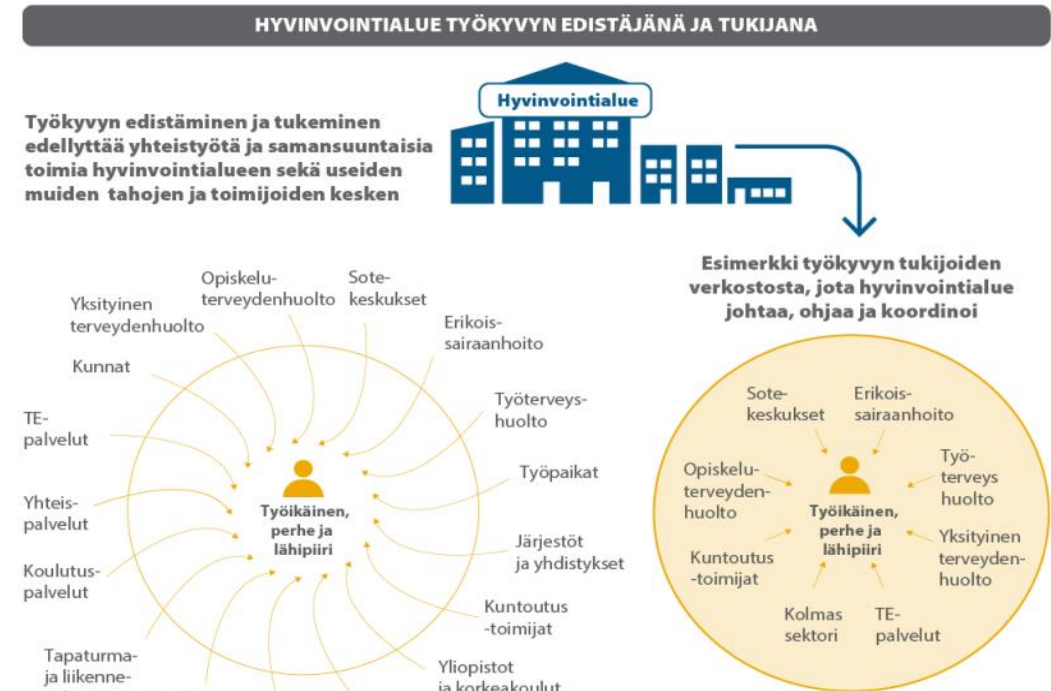 HYVINVOINTIALUE TYÖKYVYN EDISTÄJÄNÄ JA TUKIJANA
Hyvinvointialue
Työkyvyn edistäminen ja tukeminen
edellyttää yhteistyötä ja samansuuntaisia
toimia hyvinvointialueen sekä useiden
muiden tahojen ja toimijoiden kesken
Opiskelu-
terveydenhuolto
Sote-
keskukset
Yksityinen
terveydenhuolto
Erikois-
sairaanhoito
Kunnat
Työterveys-
huolto
TE-
palvelut
Työpaikat
Yhteis-
palvelut
Työikäinen,
perhe ja
lähipiiri
Järjestöt
ja yhdistykset
Koulutus-
palvelut
Kuntoutus
-toimijat
Tapaturma-
ja liikenne-
Yliopistot
ja korkeakoulut
Esimerkki työkyvyn tukijoiden
verkostosta, jota hyvinvointialue
johtaa, ohjaa ja koordinoi
Sote-
keskukset
Erikois-
sairaanhoito
Opiskelu-
terveyden-
huolto
Työ-
terveys
huolto
Työikäinen,
perhe ja
lähipiiri
Kuntoutus
-toimijat
Yksityinen
terveyden-
huolto
Kolmas
sektori
TE-
palvelut